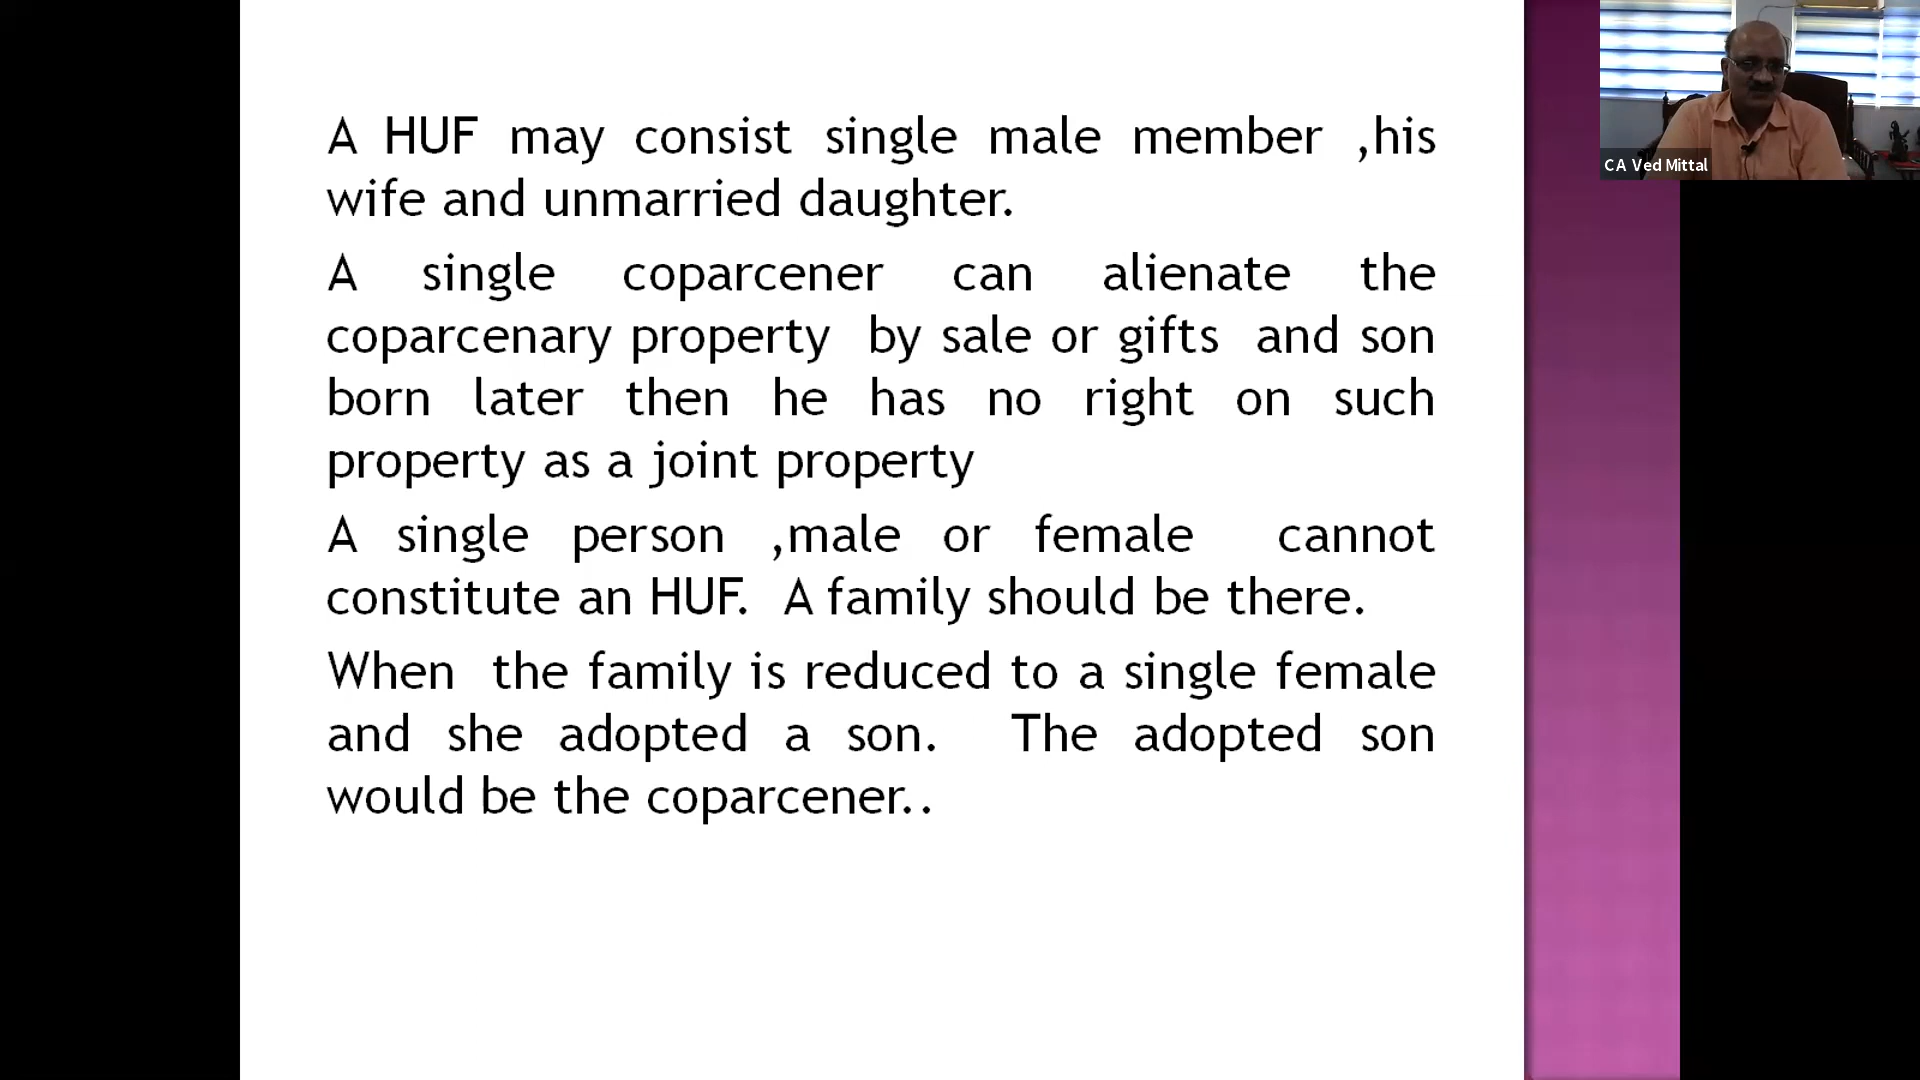 A HUF may consist single male member ,his
wife and unmarried daughter.
A single coparcener can alienate the
coparcenary property by sale or gifts and son
born later then he has no right on such
property as a joint property
A single person ,male or female cannot
constitute an HUF. A family should be there.
When the family is reduced to a single female
and she adopted a son. The adopted son
would be the coparcener..
CA Ved Mittal